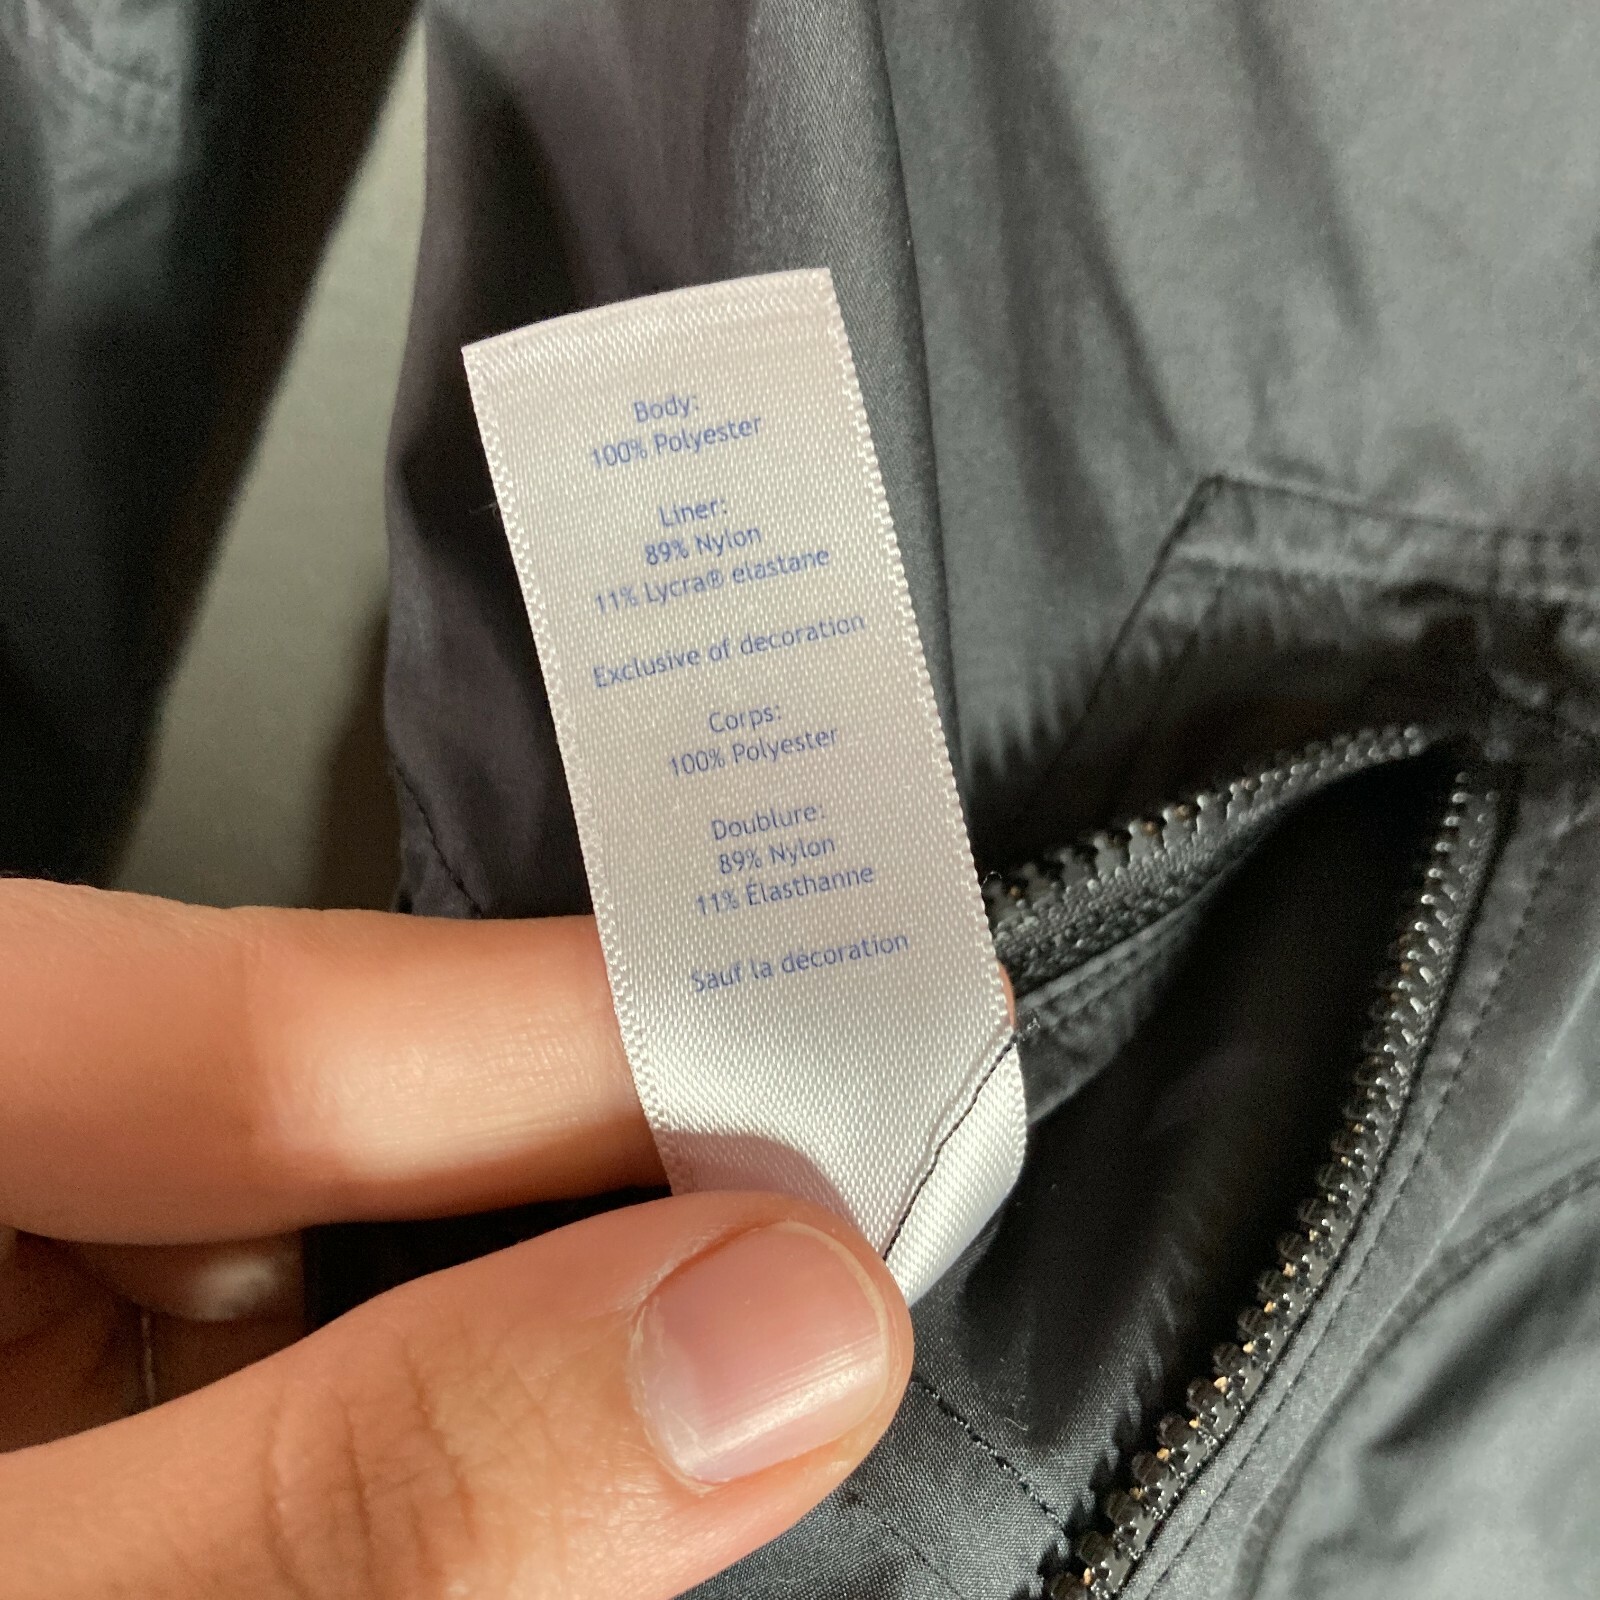 Body:
100% Polyester
Liner:
89% Nylon
11% Lycra® elastane
Exclusive of decoration
Corps:
100% Polyester
Doublure:
89% Nylon
11% Élasthanne
Sauf la décoration